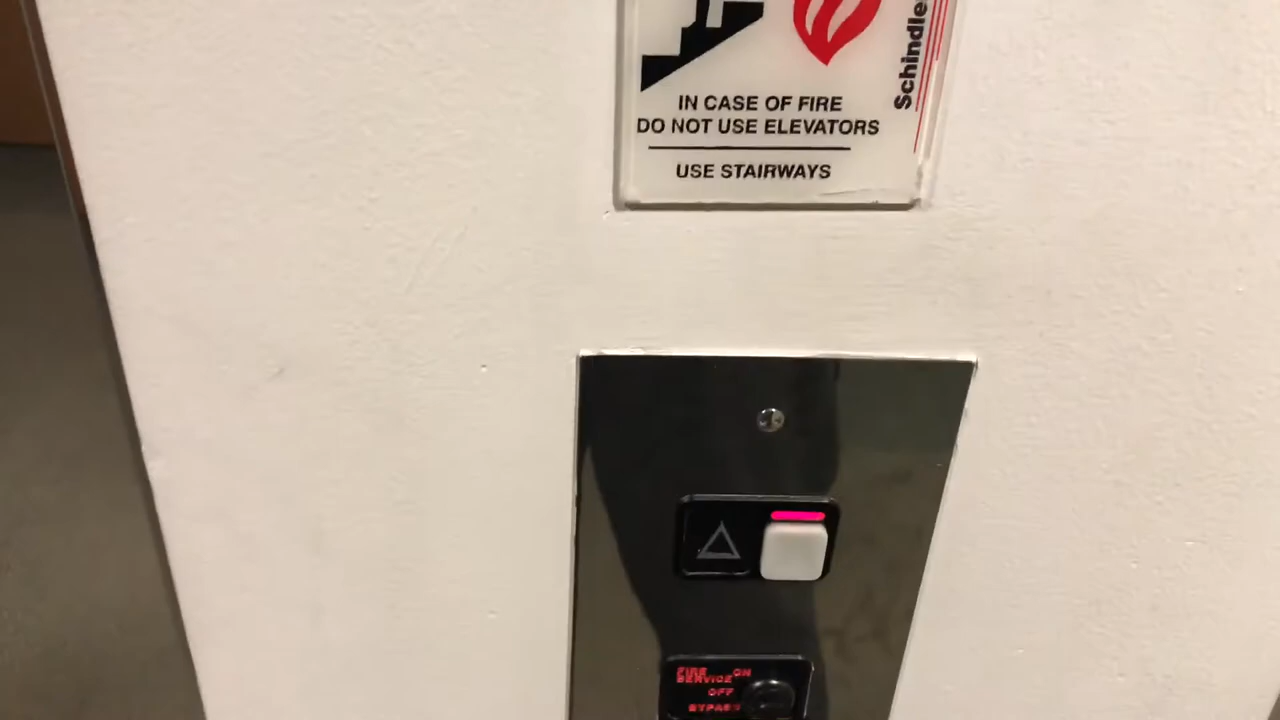 Schindler
IN CASE OF FIRE
DO NOT USE ELEVATORS
USE STAIRWAYS
FIRE ON
SERVICE
OFF
BYPASS